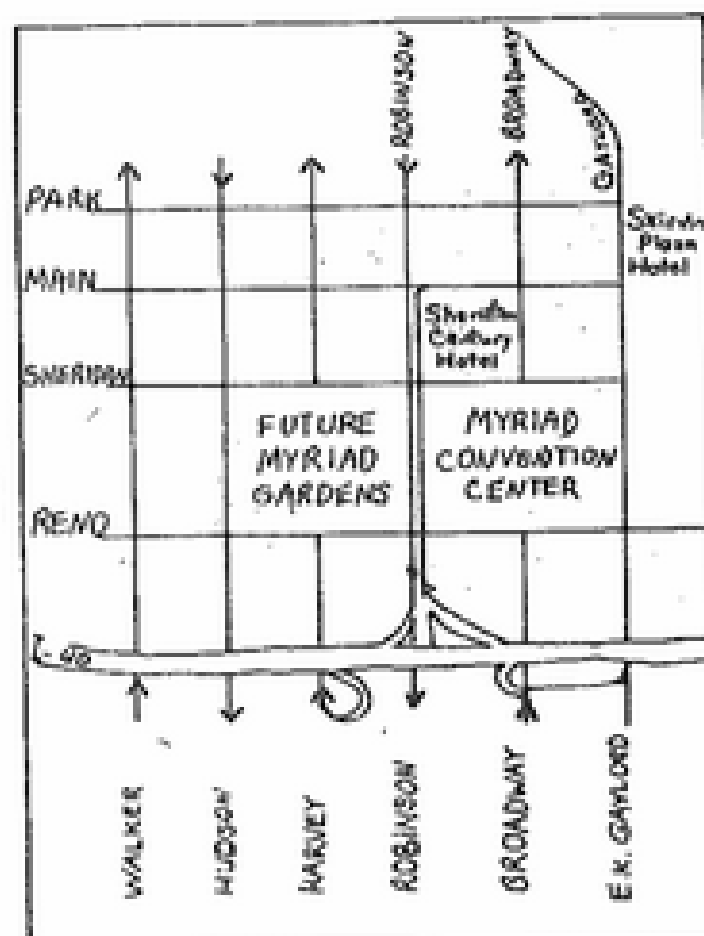 ROBINSON
BROADWAY
PARK
Plaza
Hotel
MAIN
Century
Hotel
SHERIDAN
FUTURE
MYRIAD
GARDENS
MYRIAD
CONVENTION
CENTER
RENO
I-40
WALKER
HUDSON
HARVEY
ROBINSON
BROADWAY
E.K. GAYLORD